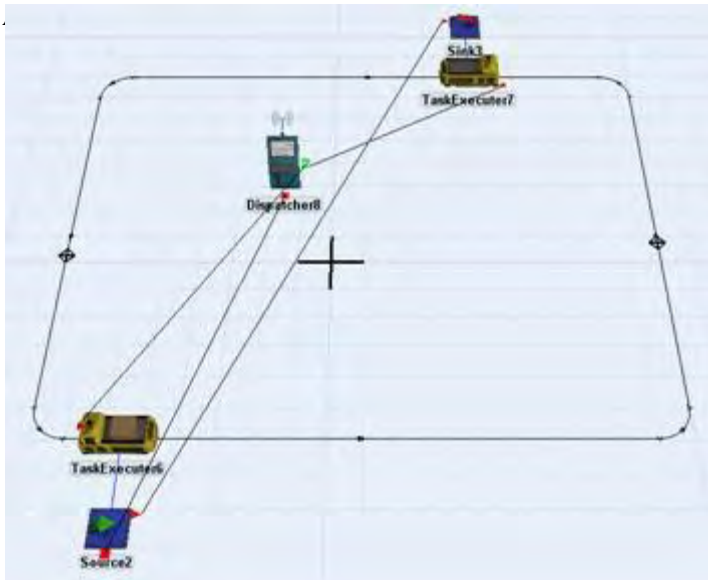 Sink3
TaskExecuter7
Dispatcher8
TaskExecuter6
Source2